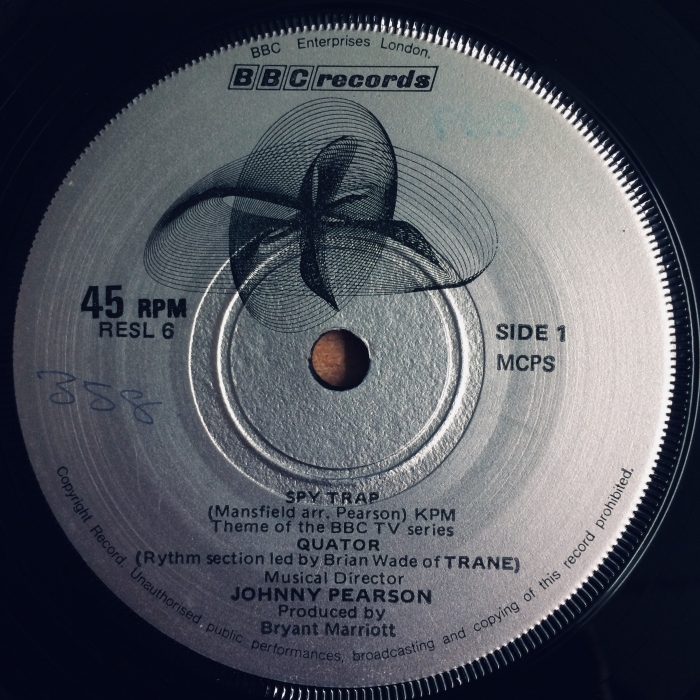 BBC Enterprises London.
BBC records
45 RPM
RESL 6
SIDE 1
MCPS
358
SPY TRAP
(Mansfield arr. Pearson) KPM
Theme of the BBC TV series
QUATOR
(Rythm section led by Brian Wade of TRANE)
Musical Director
JOHNNY PEARSON
Produced by
Bryant Marriott
Copyright Record. Unauthorised public performances, broadcasting and copying of this record prohibited.